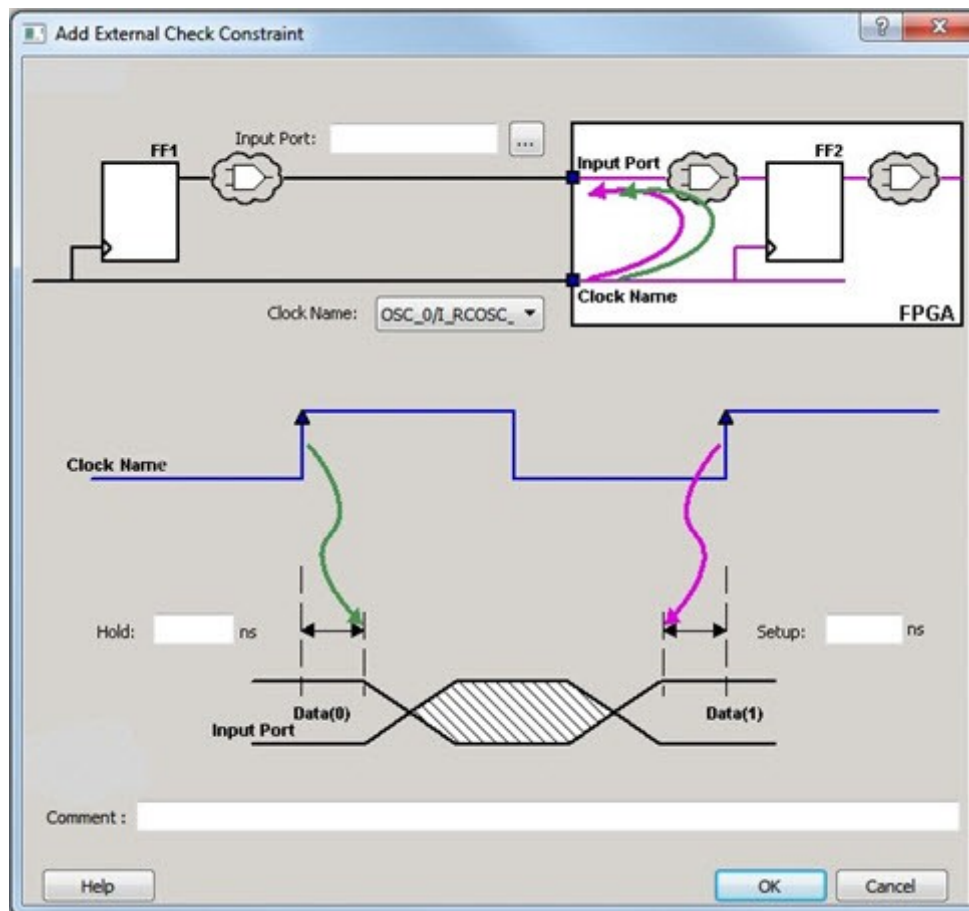 Add External Check Constraint
Input Port: ...
FF1
Input Port
FF2
Clock Name
Clock Name: OSC_0/I_RCOSC_
FPGA
Clock Name
Hold: ns
Setup: ns
Data(0)
Data(1)
Input Port
Comment :
Help
OK
Cancel